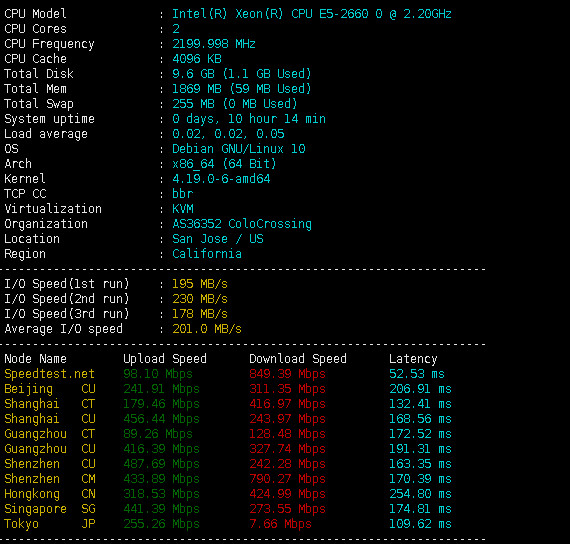 CPU Model : Intel(R) Xeon(R) CPU E5-2660 0 @ 2.20GHz
CPU Cores : 2
CPU Frequency : 2199.998 MHz
CPU Cache : 4096 KB
Total Disk : 9.6 GB (1.1 GB Used)
Total Mem : 1869 MB (59 MB Used)
Total Swap : 255 MB (0 MB Used)
System uptime : 0 days, 10 hour 14 min
Load average : 0.02, 0.02, 0.05
OS : Debian GNU/Linux 10
Arch : x86_64 (64 Bit)
Kernel : 4.19.0-6-amd64
TCP CC : bbr
Virtualization : KVM
Organization : AS36352 ColoCrossing
Location : San Jose / US
Region : California
----------------------------------------------------------------------
I/O Speed(1st run) : 195 MB/s
I/O Speed(2nd run) : 230 MB/s
I/O Speed(3rd run) : 178 MB/s
Average I/O speed : 201.0 MB/s
----------------------------------------------------------------------
Node Name Upload Speed Download Speed Latency
Speedtest.net 98.10 Mbps 849.39 Mbps 52.53 ms
Beijing CU 241.91 Mbps 311.35 Mbps 206.91 ms
Shanghai CT 179.46 Mbps 416.97 Mbps 132.41 ms
Shanghai CU 456.44 Mbps 243.97 Mbps 168.56 ms
Guangzhou CT 89.26 Mbps 128.48 Mbps 172.52 ms
Guangzhou CU 416.39 Mbps 327.74 Mbps 191.31 ms
Shenzhen CU 487.69 Mbps 242.28 Mbps 163.35 ms
Shenzhen CM 433.89 Mbps 790.27 Mbps 170.39 ms
Hongkong CN 318.53 Mbps 424.99 Mbps 254.80 ms
Singapore SG 441.39 Mbps 273.55 Mbps 174.81 ms
Tokyo JP 255.26 Mbps 7.66 Mbps 109.62 ms
----------------------------------------------------------------------